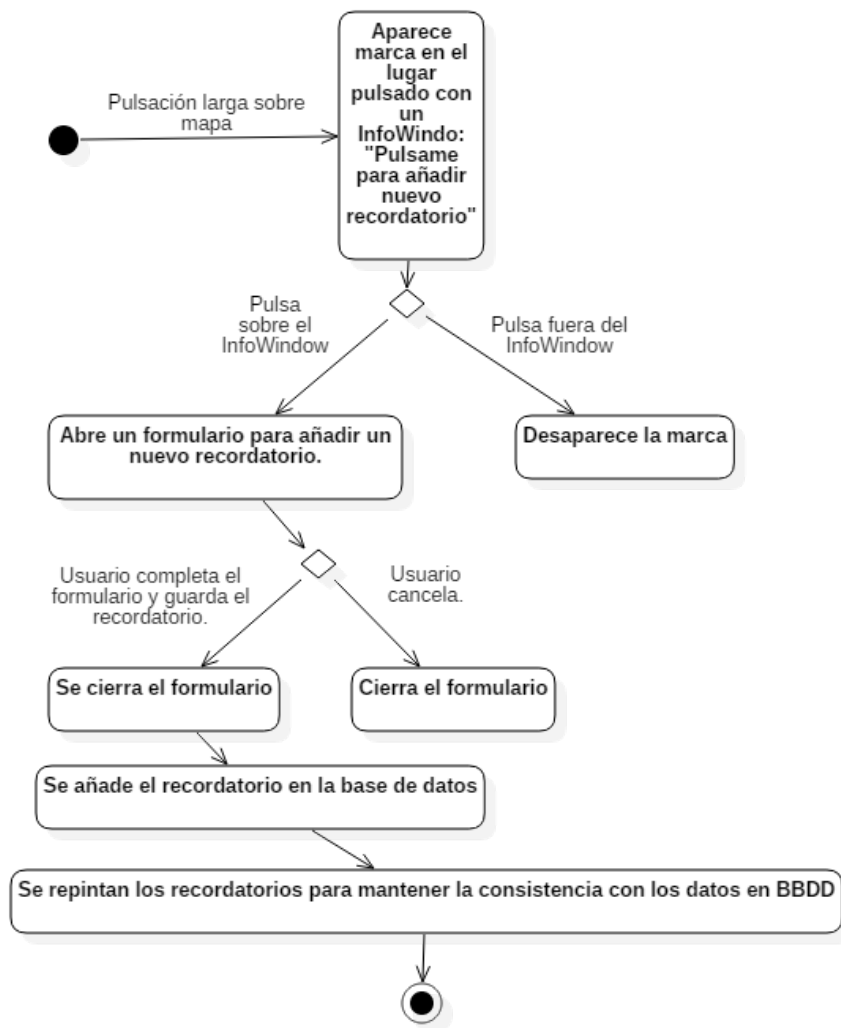 Aparece
marca en el
lugar
pulsado con
un
InfoWindo:
"Pulsame
para añadir
nuevo
recordatorio"
Pulsación larga sobre
mapa
Pulsa
sobre el
InfoWindow
Pulsa fuera del
InfoWindow
Abre un formulario para añadir un
nuevo recordatorio.
Desaparece la marca
Usuario completa el
formulario y guarda el
recordatorio.
Usuario
cancela.
Se cierra el formulario
Cierra el formulario
Se añade el recordatorio en la base de datos
Se repintan los recordatorios para mantener la consistencia con los datos en BBDD